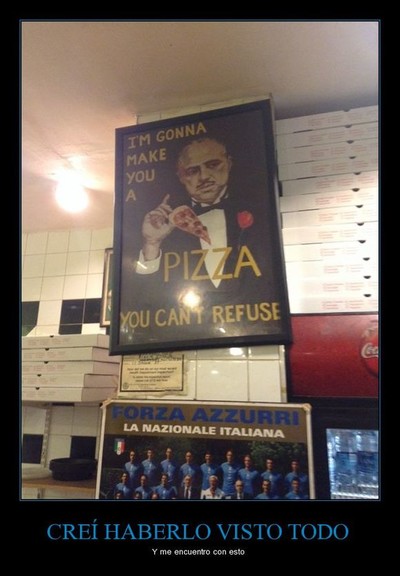 I'M GONNA
MAKE
YOU
A
PIZZA
YOU CAN'T REFUSE
FORZA AZZURRI
LA NAZIONALE ITALIANA
CREÍ HABERLO VISTO TODO
Y me encuentro con esto